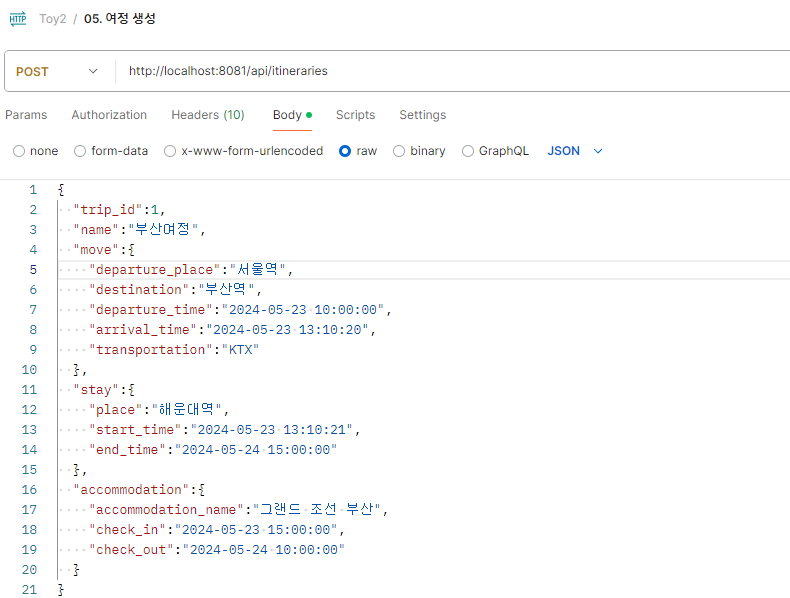 HTTP Toy2 / 05. 여정 생성
POST http://localhost:8081/api/itineraries
Params Authorization Headers (10) Body Scripts Settings
none form-data x-www-form-urlencoded raw binary GraphQL JSON
1 {
2 "trip_id":1,
3 "name":"부산여정",
4 "move":{
5 "departure_place":"서울역",
6 "destination":"부산역",
7 "departure_time":"2024-05-23 10:00:00",
8 "arrival_time":"2024-05-23 13:10:20",
9 "transportation":"KTX"
10 },
11 "stay":{
12 "place":"해운대역",
13 "start_time":"2024-05-23 13:10:21",
14 "end_time":"2024-05-24 15:00:00"
15 },
16 "accommodation":{
17 "accommodation_name":"그랜드 조선 부산",
18 "check_in":"2024-05-23 15:00:00",
19 "check_out":"2024-05-24 10:00:00"
20 }
21 }